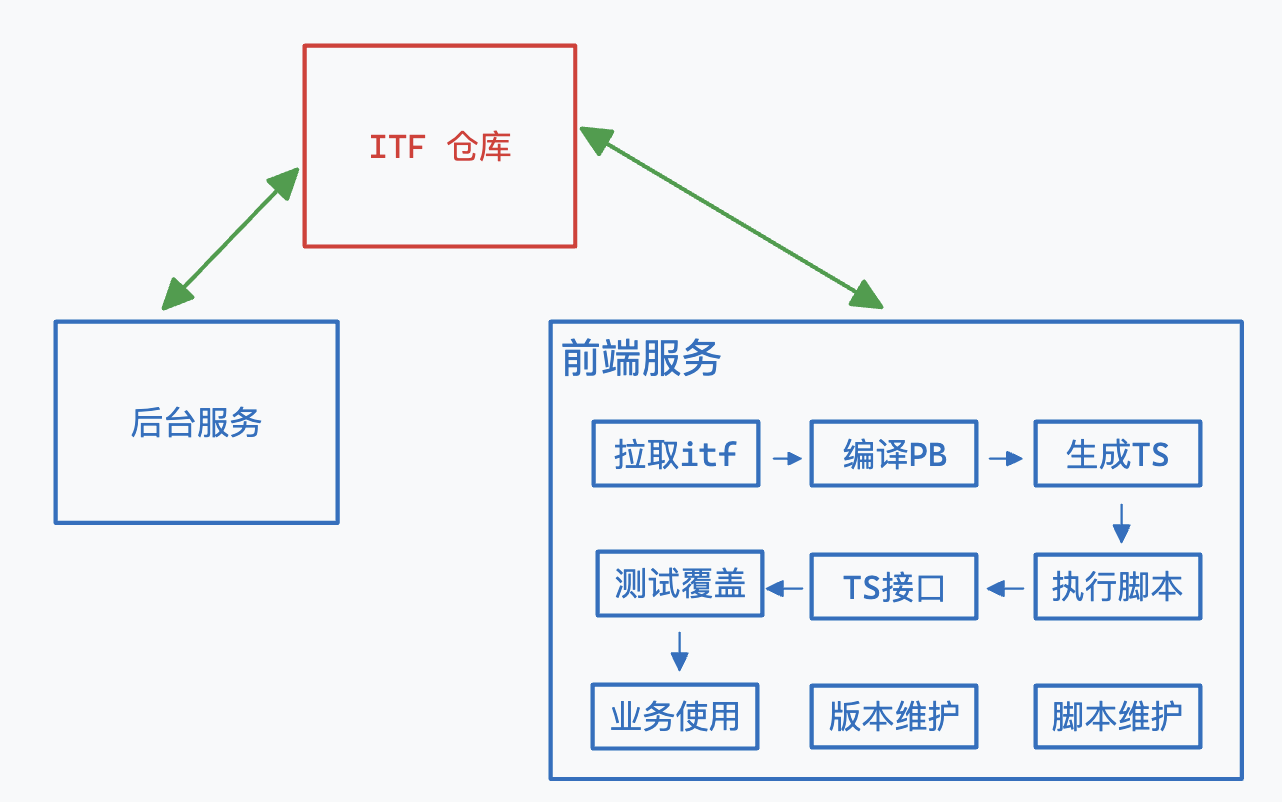 ITF 仓库
后台服务
前端服务
拉取itf
编译PB
生成TS
测试覆盖
TS接口
执行脚本
业务使用
版本维护
脚本维护